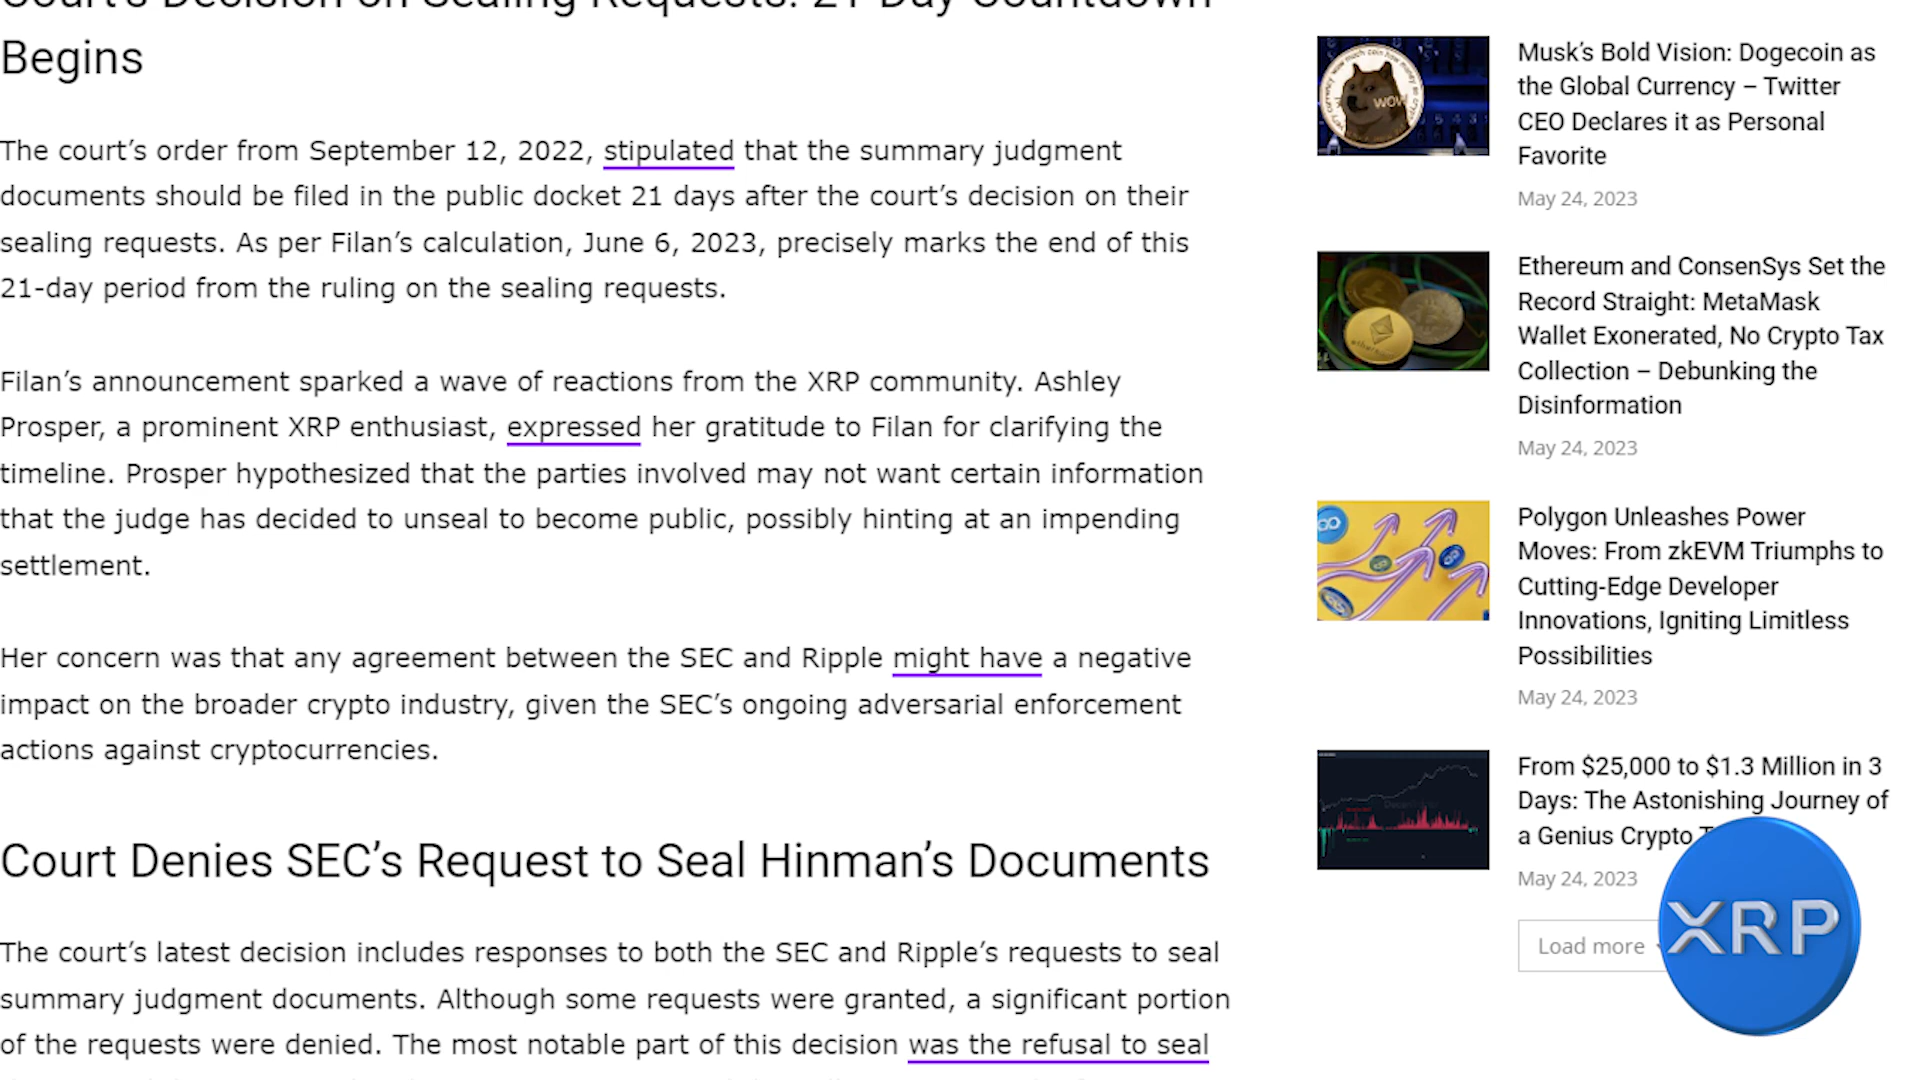 Court's Decision on Sealing Requests: 21-Day Countdown
Begins
The court’s order from September 12, 2022, stipulated that the summary judgment
documents should be filed in the public docket 21 days after the court’s decision on their
sealing requests. As per Filan’s calculation, June 6, 2023, precisely marks the end of this
21-day period from the ruling on the sealing requests.
Filan’s announcement sparked a wave of reactions from the XRP community. Ashley
Prosper, a prominent XRP enthusiast, expressed her gratitude to Filan for clarifying the
timeline. Prosper hypothesized that the parties involved may not want certain information
that the judge has decided to unseal to become public, possibly hinting at an impending
settlement.
Her concern was that any agreement between the SEC and Ripple might have a negative
impact on the broader crypto industry, given the SEC’s ongoing adversarial enforcement
actions against cryptocurrencies.
Court Denies SEC’s Request to Seal Hinman’s Documents
The court’s latest decision includes responses to both the SEC and Ripple’s requests to seal
summary judgment documents. Although some requests were granted, a significant portion
of the requests were denied. The most notable part of this decision was the refusal to seal
WOW
Musk’s Bold Vision: Dogecoin as
the Global Currency – Twitter
CEO Declares it as Personal
Favorite
May 24, 2023
Ethereum and ConsenSys Set the
Record Straight: MetaMask
Wallet Exonerated, No Crypto Tax
Collection – Debunking the
Disinformation
May 24, 2023
Polygon Unleashes Power
Moves: From zkEVM Triumphs to
Cutting-Edge Developer
Innovations, Igniting Limitless
Possibilities
May 24, 2023
From $25,000 to $1.3 Million in 3
Days: The Astonishing Journey of
a Genius Crypto
May 24, 2023
Load more
XRP